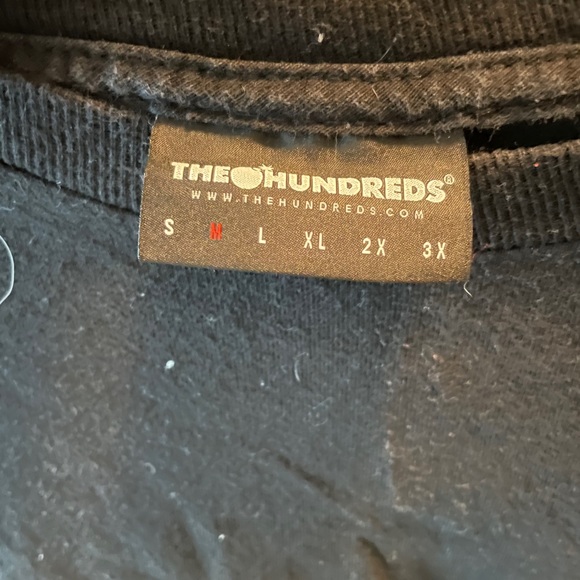 THE HUNDREDS®
WWW.THEHUNDREDS.COM
S M L XL 2X 3X